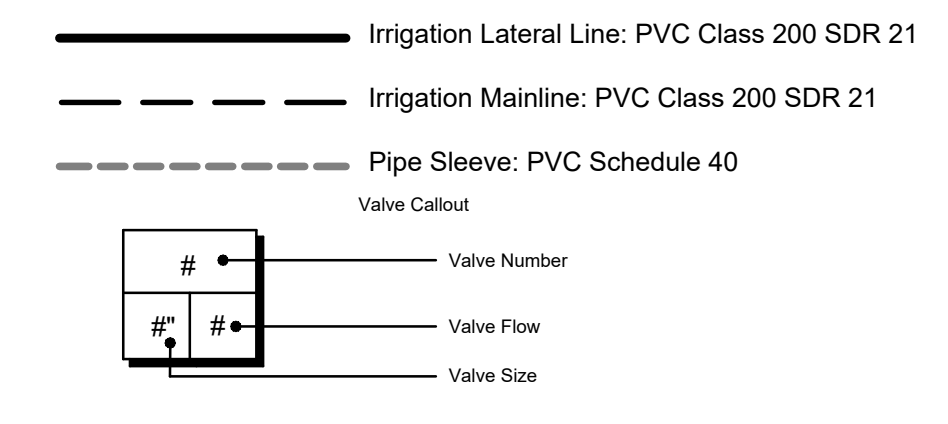 Irrigation Lateral Line: PVC Class 200 SDR 21
Irrigation Mainline: PVC Class 200 SDR 21
Pipe Sleeve: PVC Schedule 40
Valve Callout
#
Valve Number
#"
#
Valve Flow
Valve Size